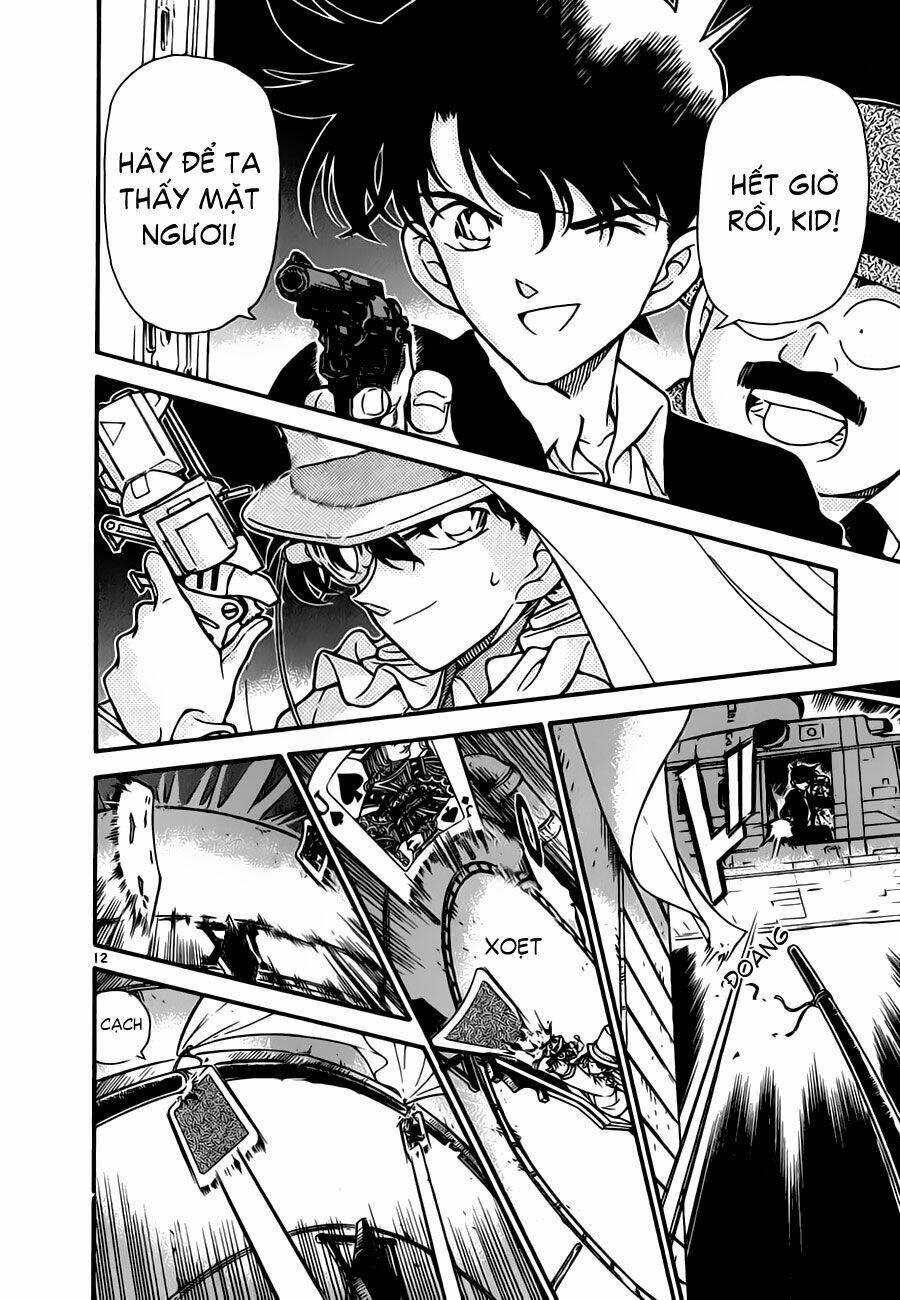 HẾT GIỜ
RỒI, KID!
HÃY ĐỂ TA
THẤY MẶT
NGƯƠI!
ĐOÀNG
XOẸT
12
CẠCH